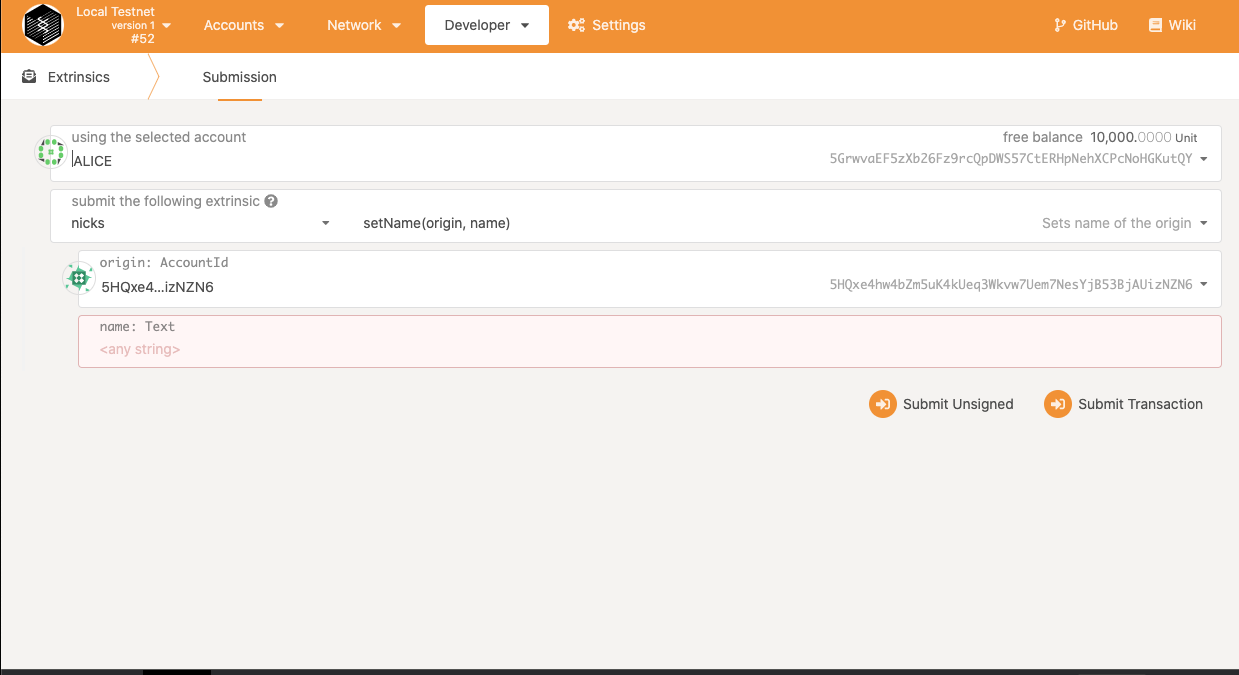 Local Testnet
version 1
#52
Accounts
Network
Developer
Settings
GitHub
Wiki
Extrinsics
Submission
using the selected account
free balance 10,000.0000 Unit
ALICE
5GrwvaEF5zXb26Fz9rcQpDWS57CtERHpNehXCPcNoHGKutQY
submit the following extrinsic
nicks
setName(origin, name)
Sets name of the origin
origin: AccountId
5HQxe4...izNZN6
5HQxe4hw4bZm5uK4kUeq3Wkvw7Uem7NesYjB53BjAUizNZN6
name: Text
<any string>
Submit Unsigned
Submit Transaction